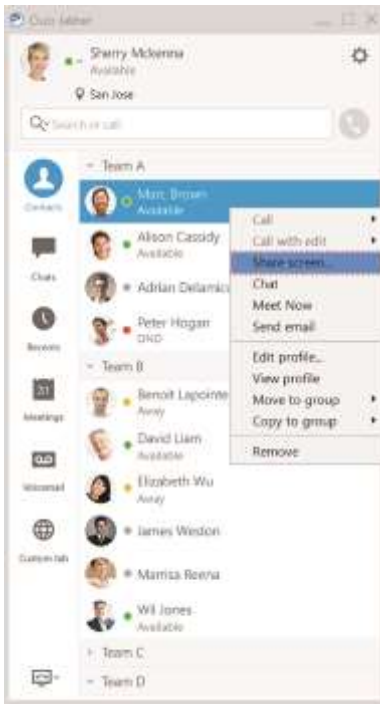 Cisco Jabber
Sherry Mckenna
Available
San Jose
Search or call
Team A
Contacts
Marc Brown
Available
Call
Call with edit
Alison Cassidy
Available
Share screen...
Chats
Chat
Adrian Delamico
Meet Now
Peter Hogan
DND
Send email
Recents
Edit profile...
Team B
View profile
31
Benoit Lapointe
Away
Move to group
Meetings
Copy to group
David Liam
Available
Remove
Voicemail
Elizabeth Wu
Away
James Weston
Custom tab
Marrisa Reena
Wil Jones
Available
Team C
Team D